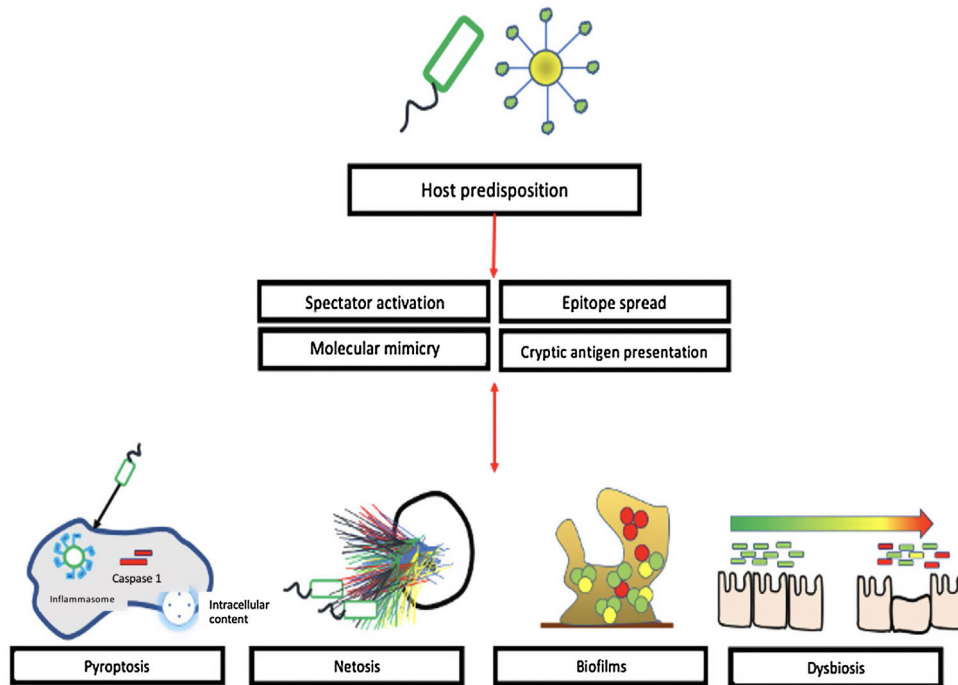 Host predisposition
Spectator activation
Epitope spread
Molecular mimicry
Cryptic antigen presentation
Caspase 1
Inflammasome
Intracellular
content
Pyroptosis
Netosis
Biofilms
Dysbiosis